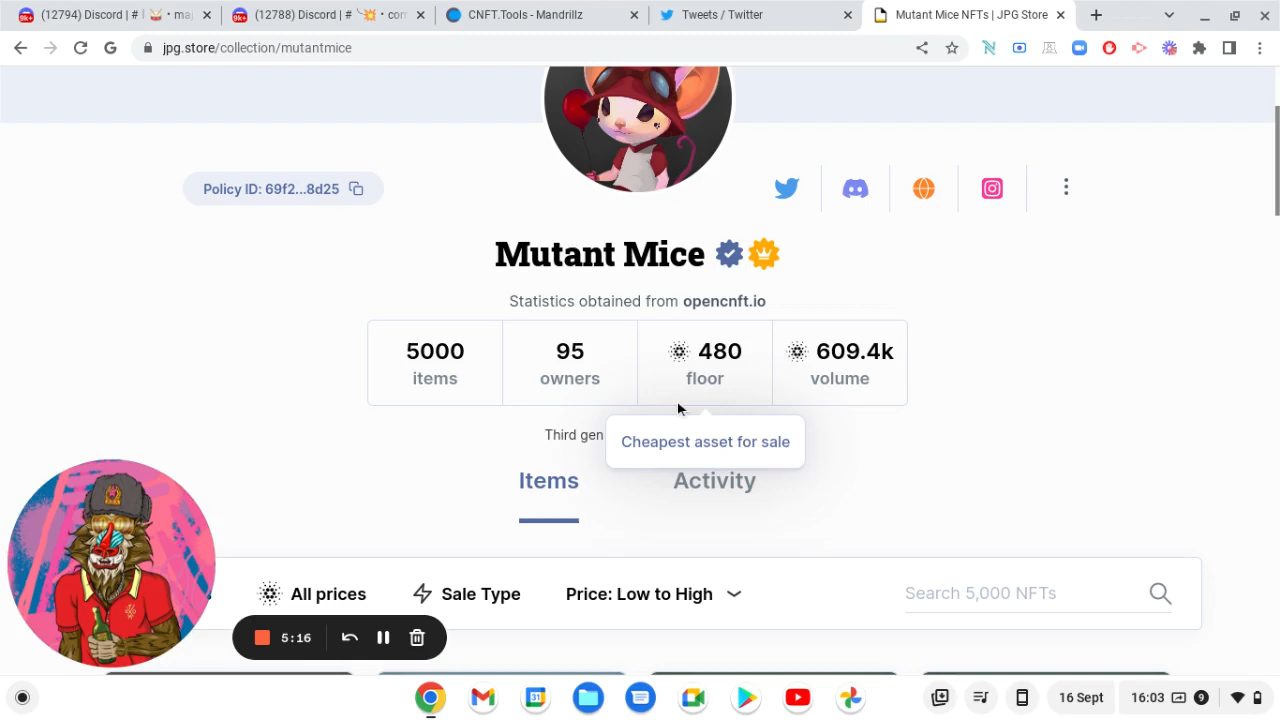 (12794) Discord | # | 🥁 • ma
(12788) Discord | # 💥 • con
CNFT.Tools - Mandrillz
Tweets / Twitter
Mutant Mice NFTs | JPG Store
jpg.store/collection/mutantmice
Policy ID: 69f2...8d25
Mutant Mice
Statistics obtained from opencnft.io
5000 95 480 609.4k
items owners floor volume
Third gen
Cheapest asset for sale
Items Activity
All prices Sale Type Price: Low to High Search 5,000 NFTs
5:16
16 Sept 16:03 9